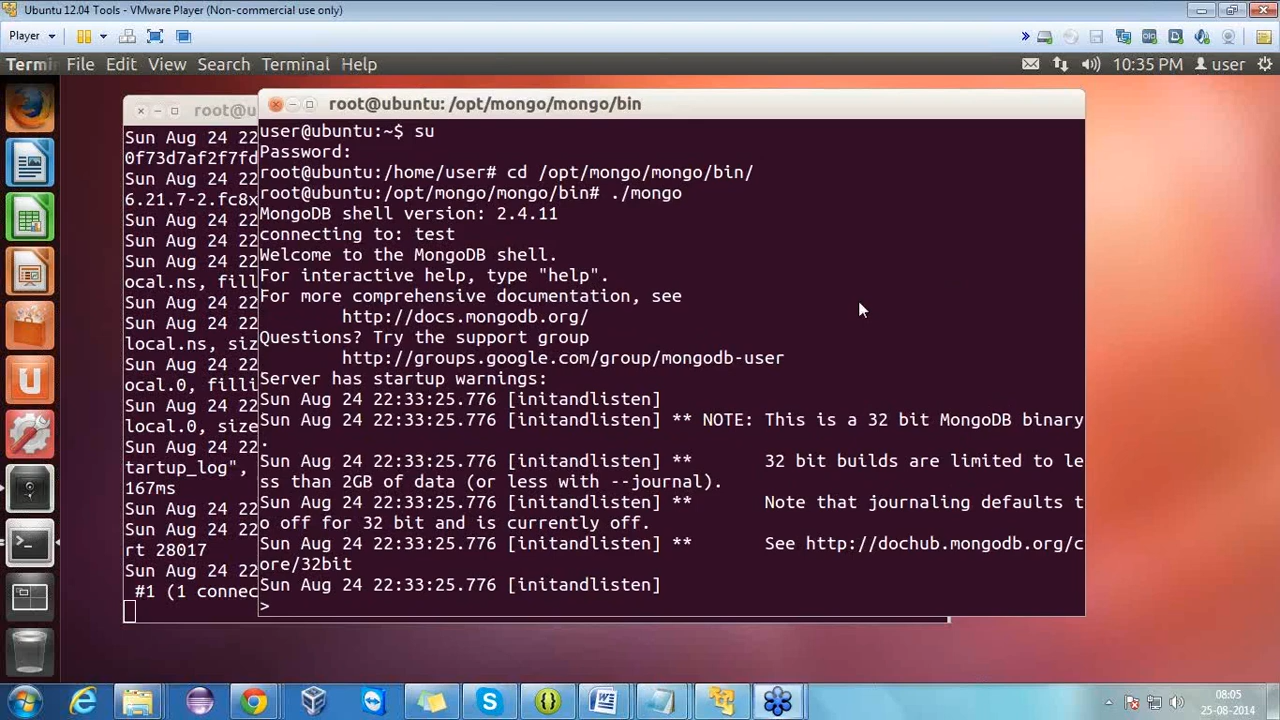 Ubuntu 12.04 Tools - VMware Player (Non-commercial use only)
Player
Termi File Edit View Search Terminal Help
10:35 PM user
root@u
root@ubuntu: /opt/mongo/mongo/bin
Sun Aug 24 22
0f73d7af2f7fd
Sun Aug 24 22
6.21.7-2.fc8x
Sun Aug 24 22
Sun Aug 24 22
Sun Aug 24 22
ocal.ns, fill
Sun Aug 24 22
local.ns, siz
Sun Aug 24 22
ocal.0, filli
Sun Aug 24 22
local.0, size
Sun Aug 24 22
tartup_log",
167ms
Sun Aug 24 22
Sun Aug 24 22
rt 28017
Sun Aug 24 22
#1 (1 connec
user@ubuntu:~$ su
Password:
root@ubuntu:/home/user# cd /opt/mongo/mongo/bin/
root@ubuntu:/opt/mongo/mongo/bin# ./mongo
MongoDB shell version: 2.4.11
connecting to: test
Welcome to the MongoDB shell.
For interactive help, type "help".
For more comprehensive documentation, see
http://docs.mongodb.org/
Questions? Try the support group
http://groups.google.com/group/mongodb-user
Server has startup warnings:
Sun Aug 24 22:33:25.776 [initandlisten]
Sun Aug 24 22:33:25.776 [initandlisten] ** NOTE: This is a 32 bit MongoDB binary
.
Sun Aug 24 22:33:25.776 [initandlisten] ** 32 bit builds are limited to le
ss than 2GB of data (or less with --journal).
Sun Aug 24 22:33:25.776 [initandlisten] ** Note that journaling defaults t
o off for 32 bit and is currently off.
Sun Aug 24 22:33:25.776 [initandlisten] ** See http://dochub.mongodb.org/c
ore/32bit
Sun Aug 24 22:33:25.776 [initandlisten]
>
08:05
25-08-2014